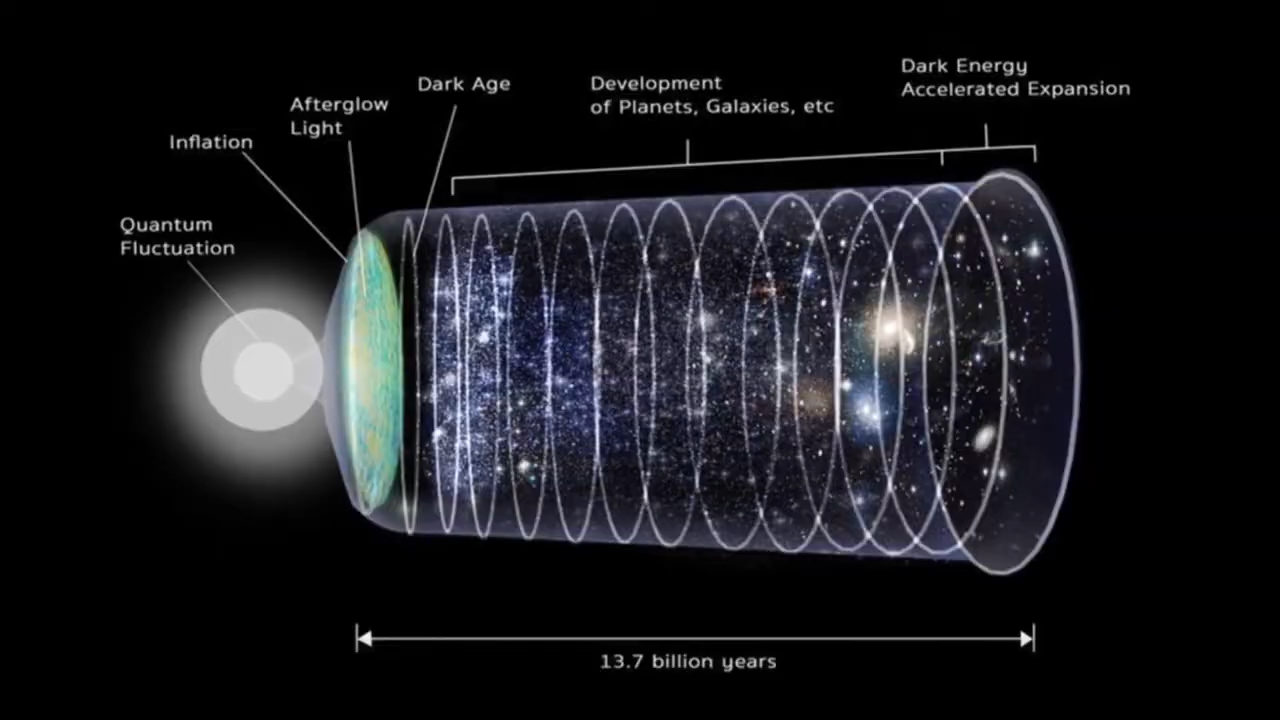 Dark Energy
Accelerated Expansion
Development
of Planets, Galaxies, etc
Dark Age
Afterglow
Light
Inflation
Quantum
Fluctuation
13.7 billion years